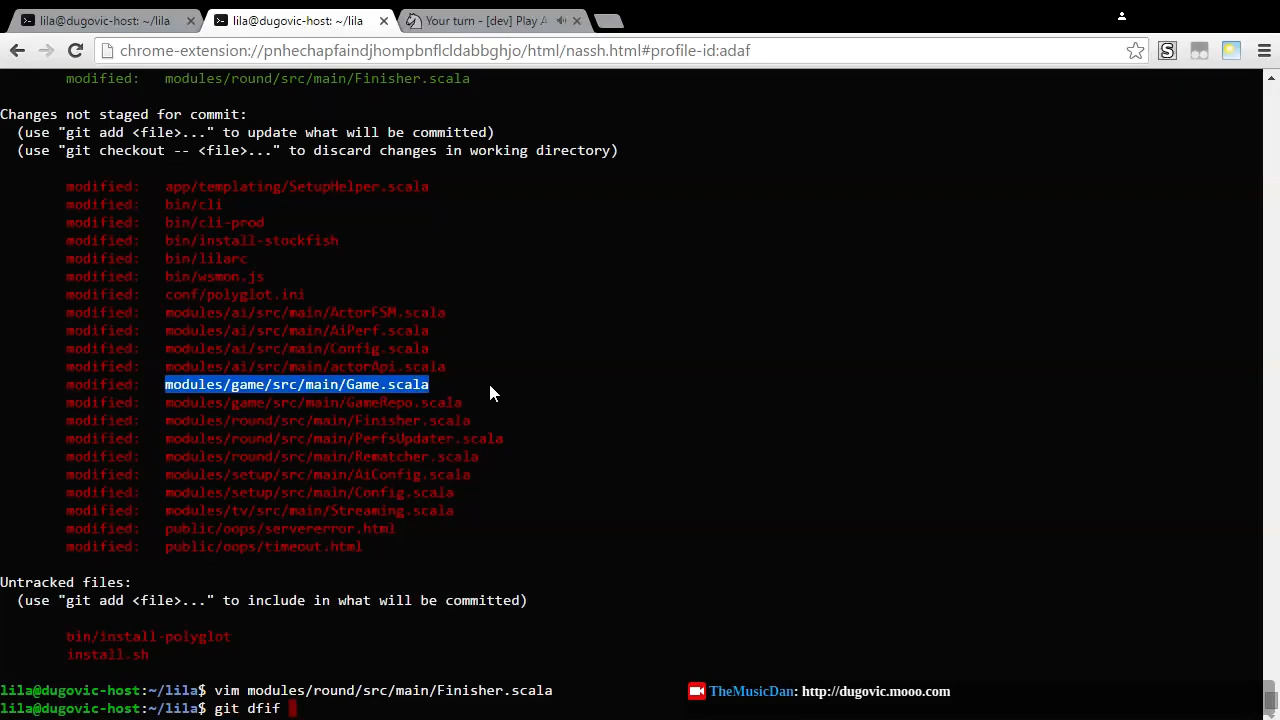 lila@dugovic-host: ~/lila
lila@dugovic-host: ~/lila
Your turn - [dev] Play A
chrome-extension://pnhechapfaindjhompbnflcldabbghjo/html/nassh.html#profile-id:adaf
modified: modules/round/src/main/Finisher.scala
Changes not staged for commit:
(use "git add <file>..." to update what will be committed)
(use "git checkout -- <file>..." to discard changes in working directory)
modified: app/templating/SetupHelper.scala
modified: bin/cli
modified: bin/cli-prod
modified: bin/install-stockfish
modified: bin/lilarc
modified: bin/wsmon.js
modified: conf/polyglot.ini
modified: modules/ai/src/main/ActorFSM.scala
modified: modules/ai/src/main/AiPerf.scala
modified: modules/ai/src/main/Config.scala
modified: modules/ai/src/main/actorApi.scala
modified: modules/game/src/main/Game.scala
modified: modules/game/src/main/GameRepo.scala
modified: modules/round/src/main/Finisher.scala
modified: modules/round/src/main/PerfsUpdater.scala
modified: modules/round/src/main/Rematcher.scala
modified: modules/setup/src/main/AiConfig.scala
modified: modules/setup/src/main/Config.scala
modified: modules/tv/src/main/Streaming.scala
modified: public/oops/servererror.html
modified: public/oops/timeout.html
Untracked files:
(use "git add <file>..." to include in what will be committed)
bin/install-polyglot
install.sh
lila@dugovic-host:~/lila$ vim modules/round/src/main/Finisher.scala
TheMusicDan: http://dugovic.mooo.com
lila@dugovic-host:~/lila$ git dfif